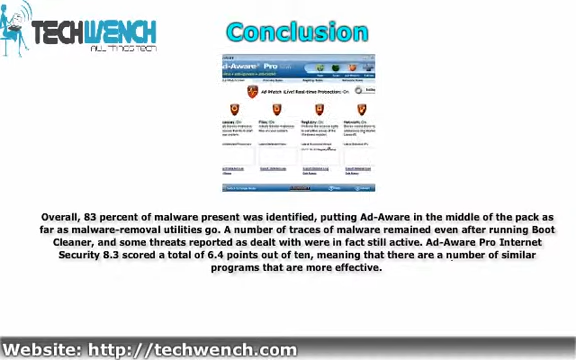 TECHWENCH
ALL THINGS TECH
Conclusion
Ad-Aware Pro
Ad-Watch Live! Real-time Protection: On
Overall, 83 percent of malware present was identified, putting Ad-Aware in the middle of the pack as
far as malware-removal utilities go. A number of traces of malware remained even after running Boot
Cleaner, and some threats reported as dealt with were in fact still active. Ad-Aware Pro Internet
Security 8.3 scored a total of 6.4 points out of ten, meaning that there are a number of similar
programs that are more effective.
Website: http://techwench.com